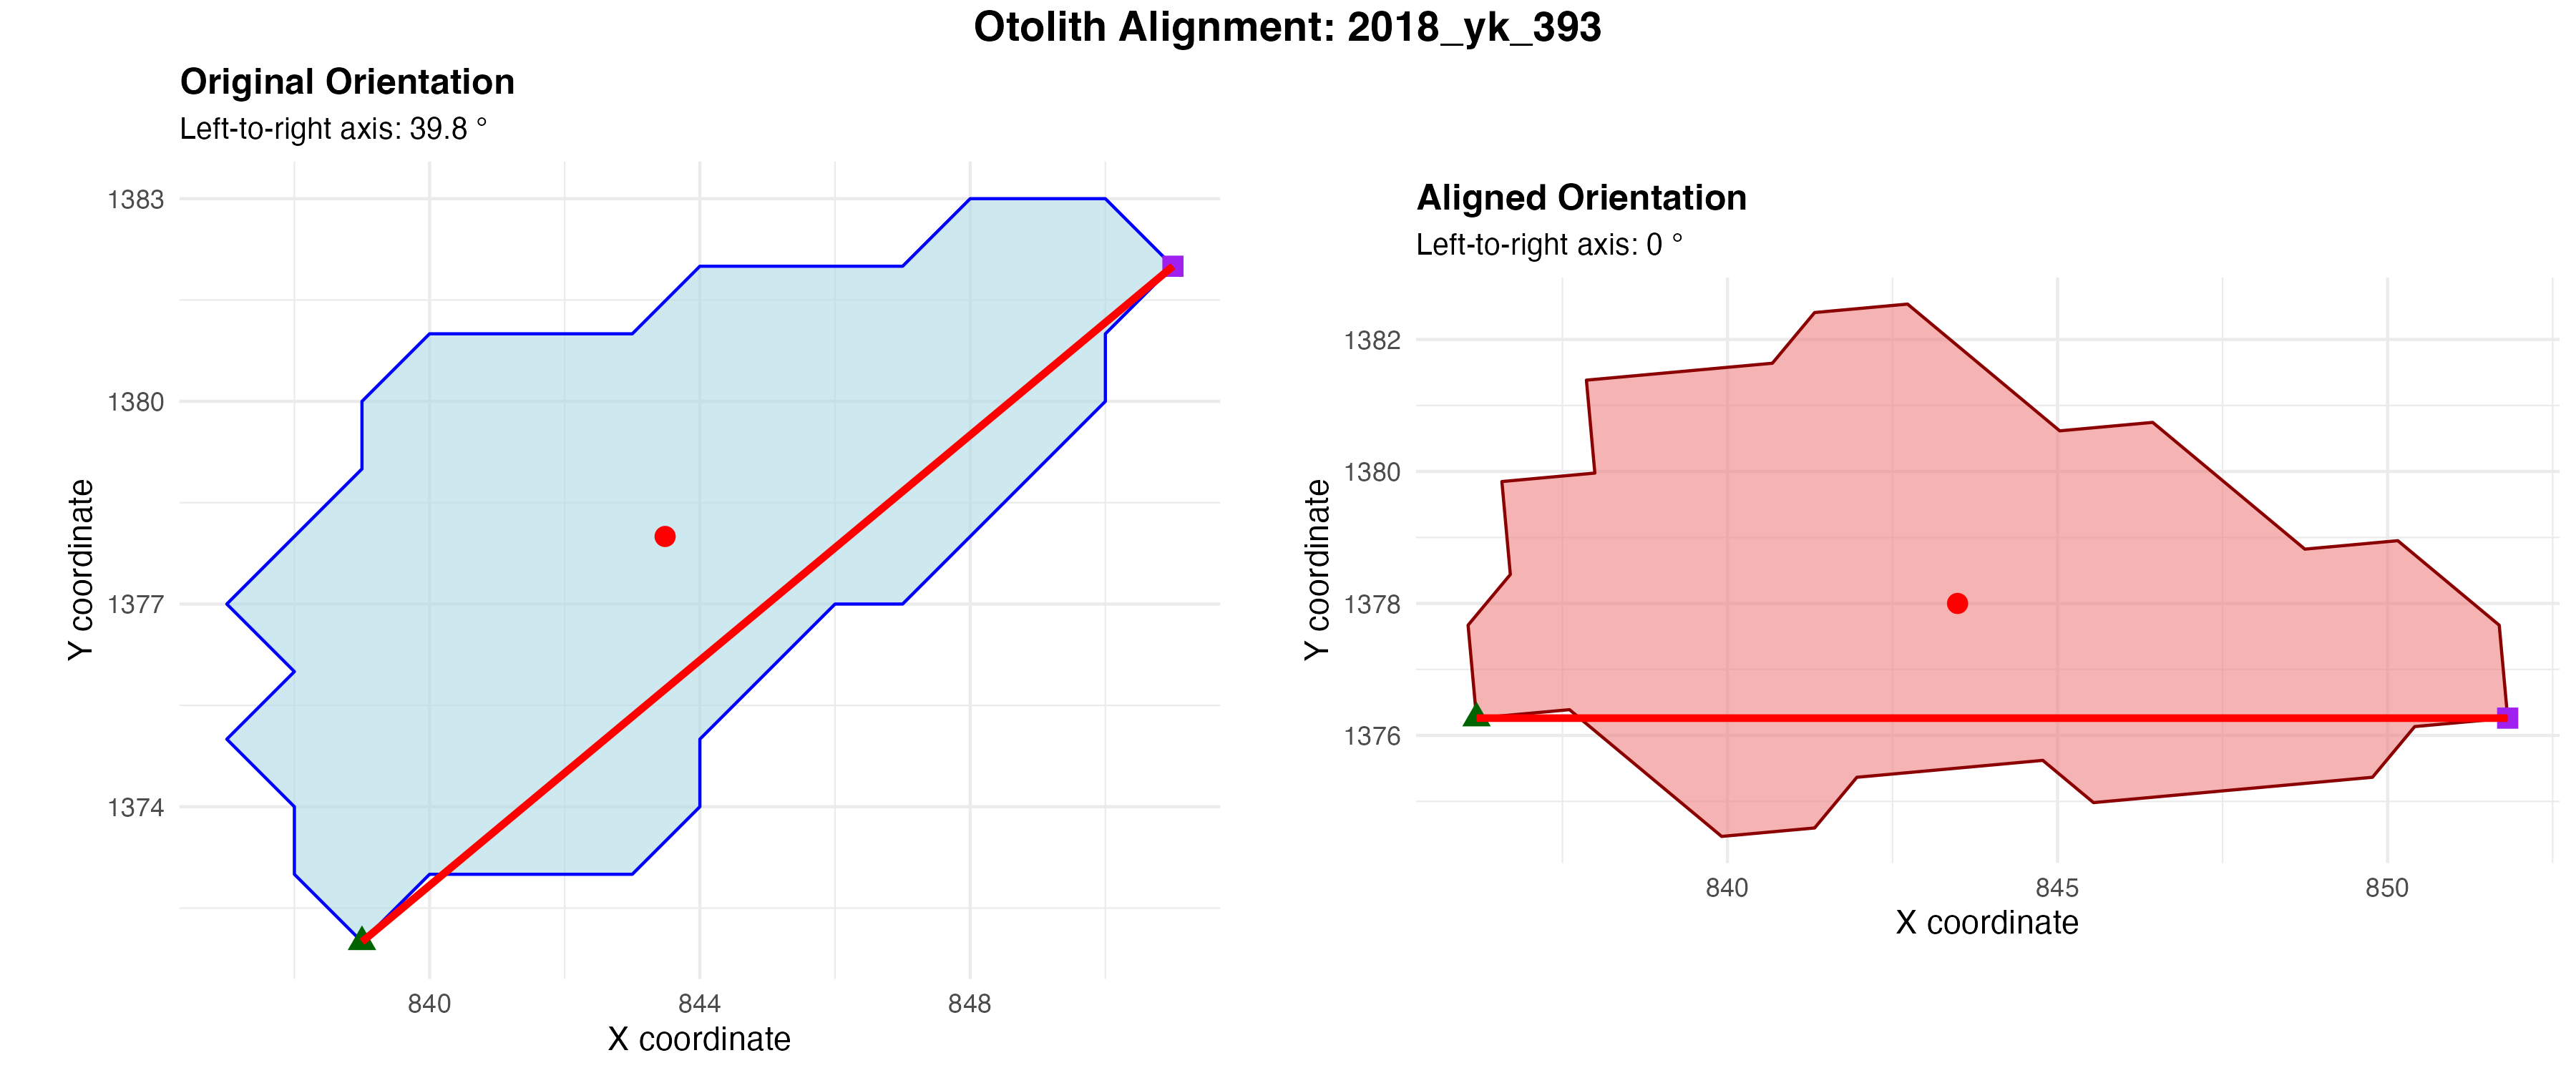 Otolith Alignment: 2018_yk_393
Original Orientation
Left-to-right axis: 39.8 °
1383
1380
1377
1374
Y coordinate
840
844
848
X coordinate
Aligned Orientation
Left-to-right axis: 0 °
1382
1380
1378
1376
Y coordinate
840
845
850
X coordinate